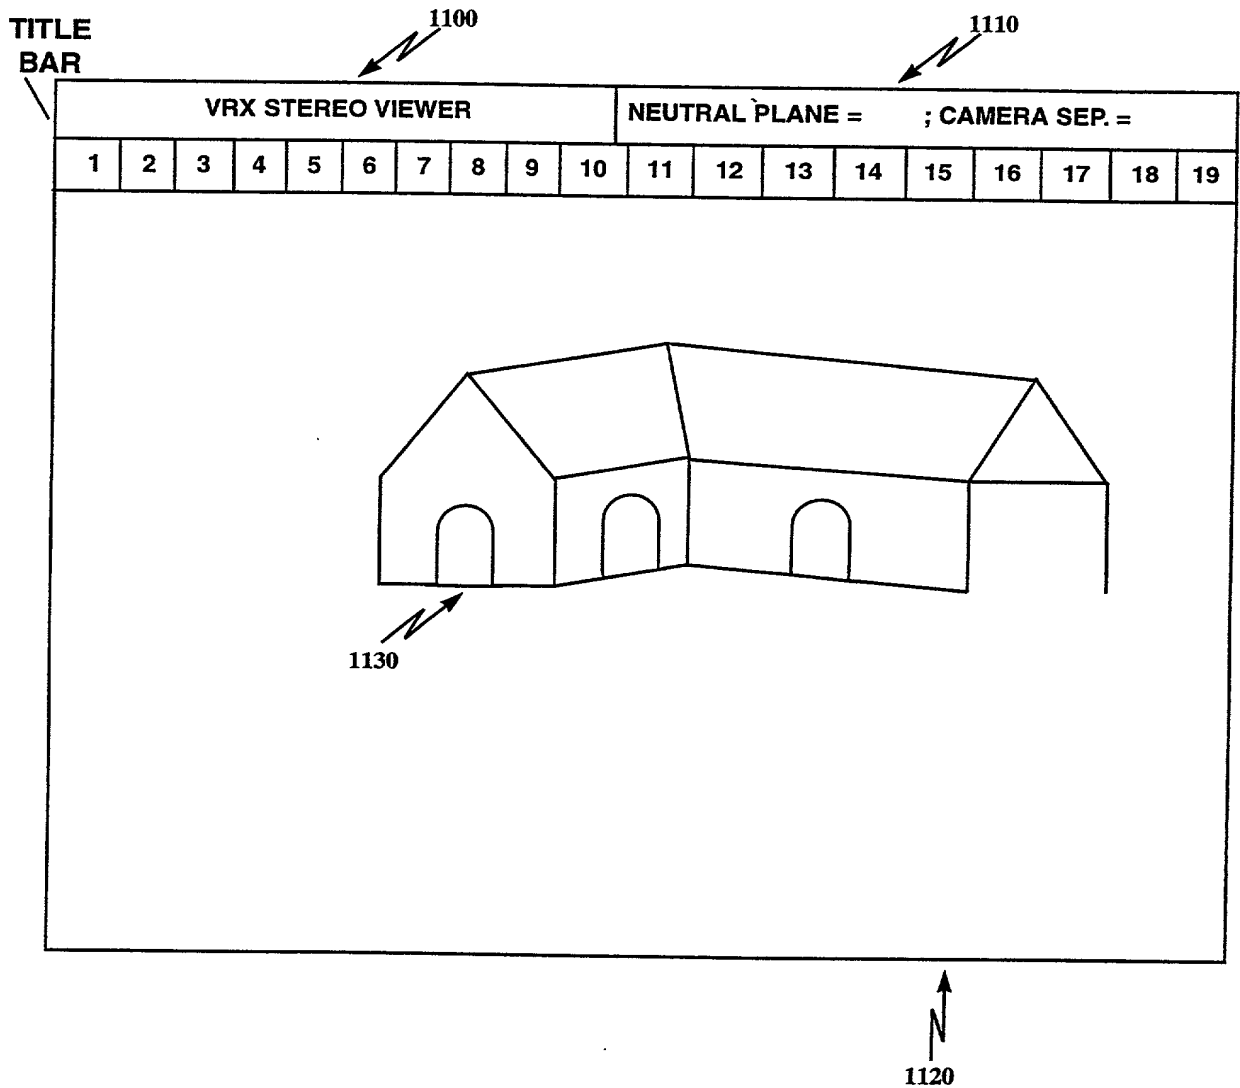 1100
1110
TITLE
BAR
VRX STEREO VIEWER
NEUTRAL PLANE = ; CAMERA SEP. =
1 2 3 4 5 6 7 8 9 10 11 12 13 14 15 16 17 18 19
1130
1120